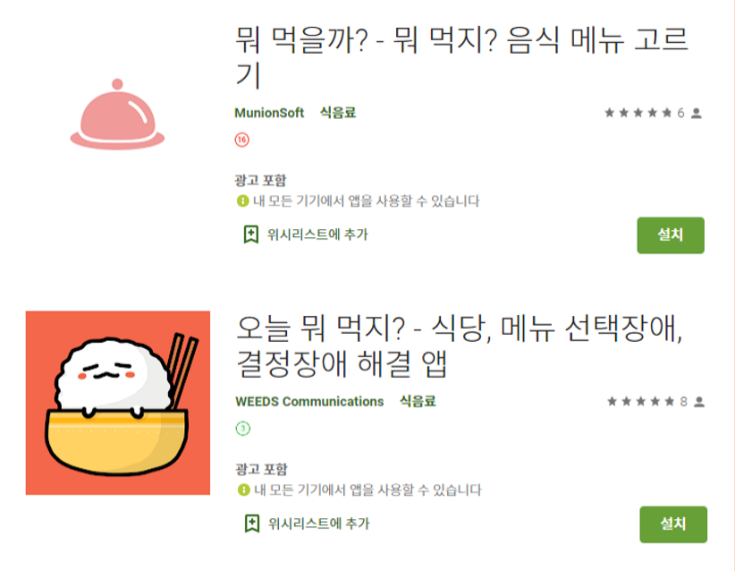 뭐 먹을까? - 뭐 먹지? 음식 메뉴 고르
기
MunionSoft 식음료 6
16
광고 포함
내 모든 기기에서 앱을 사용할 수 있습니다
위시리스트에 추가 설치
오늘 뭐 먹지? - 식당, 메뉴 선택장애,
결정장애 해결 앱
WEEDS Communications 식음료 8
광고 포함
내 모든 기기에서 앱을 사용할 수 있습니다
위시리스트에 추가 설치